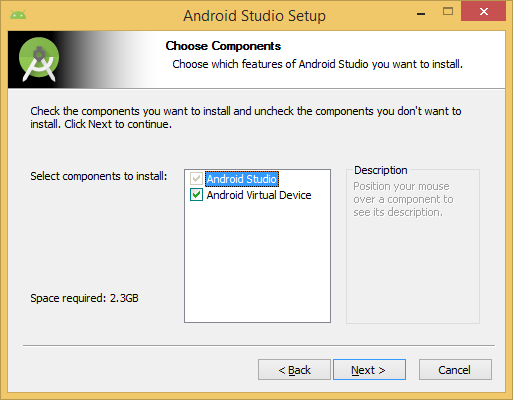 Android Studio Setup
Choose Components
Choose which features of Android Studio you want to install.
Check the components you want to install and uncheck the components you don't want to
install. Click Next to continue.
Select components to install:
Android Studio
Android Virtual Device
Description
Position your mouse
over a component to
see its description.
Space required: 2.3GB
< Back
Next >
Cancel